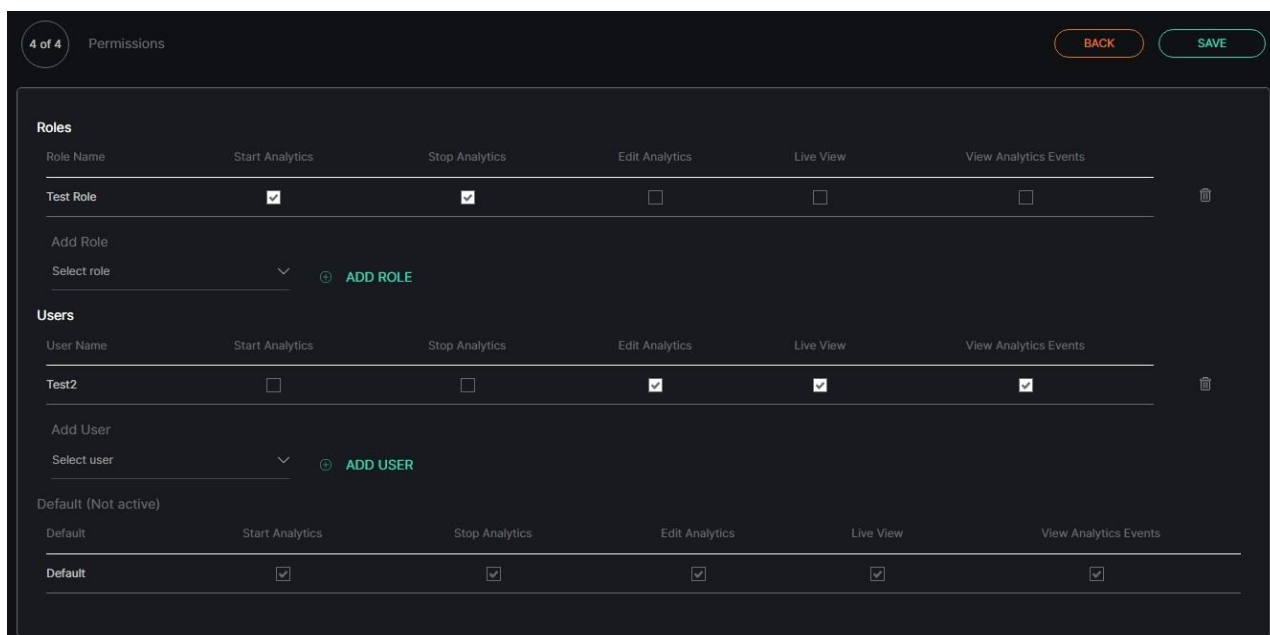 4 of 4 Permissions BACK SAVE
Roles
Role Name Start Analytics Stop Analytics Edit Analytics Live View View Analytics Events
Test Role
Add Role
Select role ADD ROLE
Users
User Name Start Analytics Stop Analytics Edit Analytics Live View View Analytics Events
Test2
Add User
Select user ADD USER
Default (Not active)
Default Start Analytics Stop Analytics Edit Analytics Live View View Analytics Events
Default